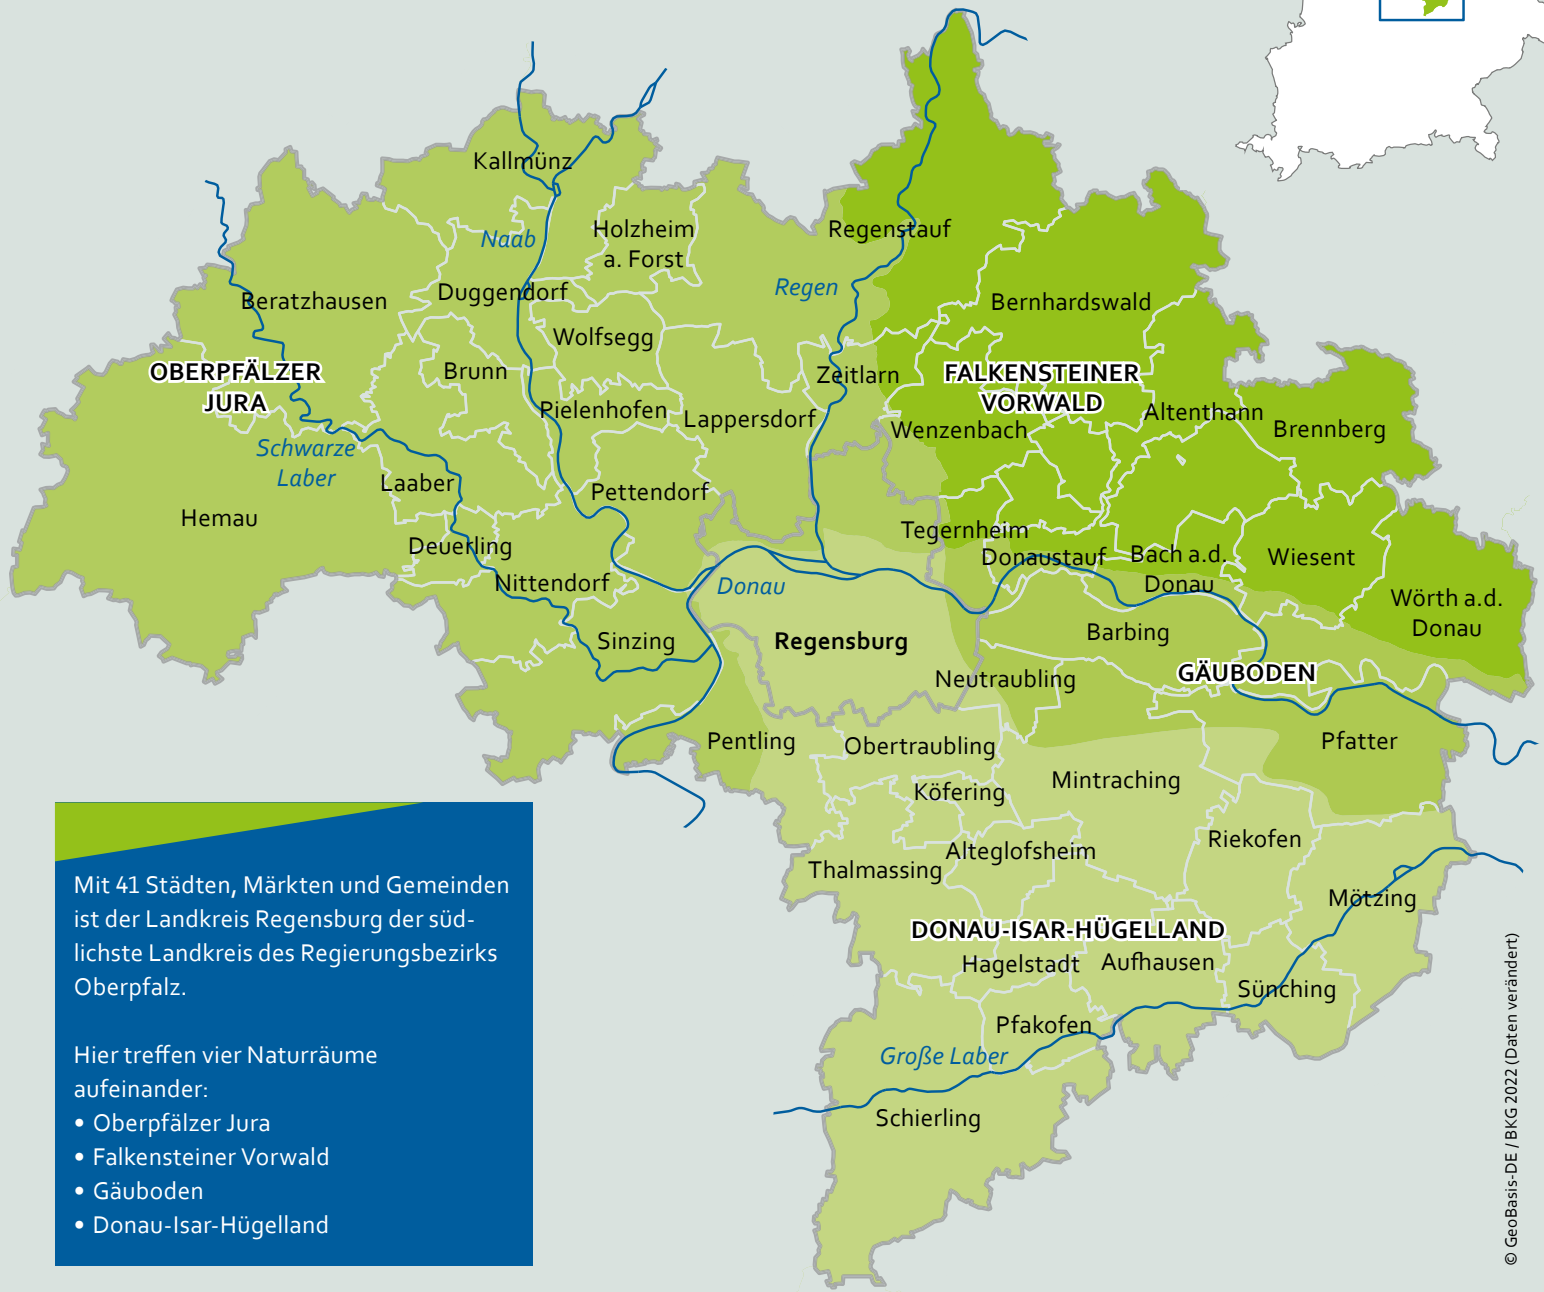 Kallmünz
Holzheim
a. Forst
Naab
Regenstauf
Regen
Beratzhausen
Duggendorf
Bernhardswald
Wolfsegg
OBERPFÄLZER
JURA
Brunn
Zeitlarn
FALKENSTEINER
VORWALD
Pielenhofen
Lappersdorf
Wenzenbach
Altenthann
Brennberg
Schwarze
Laber
Laaber
Pettendorf
Hemau
Tegernheim
Deuerling
Donaustauf
Bach a.d.
Donau
Wiesent
Nittendorf
Donau
Wörth a.d.
Donau
Sinzing
Regensburg
Barbing
Neutraubling
GÄUBODEN
Pentling
Obertraubling
Pfatter
Köfering
Mintraching
Riekofen
Alteglofsheim
Thalmassing
Mötzing
DONAU-ISAR-HÜGELLAND
Hagelstadt
Aufhausen
Sünching
Pfakofen
Große Laber
Schierling
Mit 41 Städten, Märkten und Gemeinden
ist der Landkreis Regensburg der süd-
lichste Landkreis des Regierungsbezirks
Oberpfalz.
Hier treffen vier Naturräume
aufeinander:
• Oberpfälzer Jura
• Falkensteiner Vorwald
• Gäuboden
• Donau-Isar-Hügelland
© GeoBasis-DE / BKG 2022 (Daten verändert)